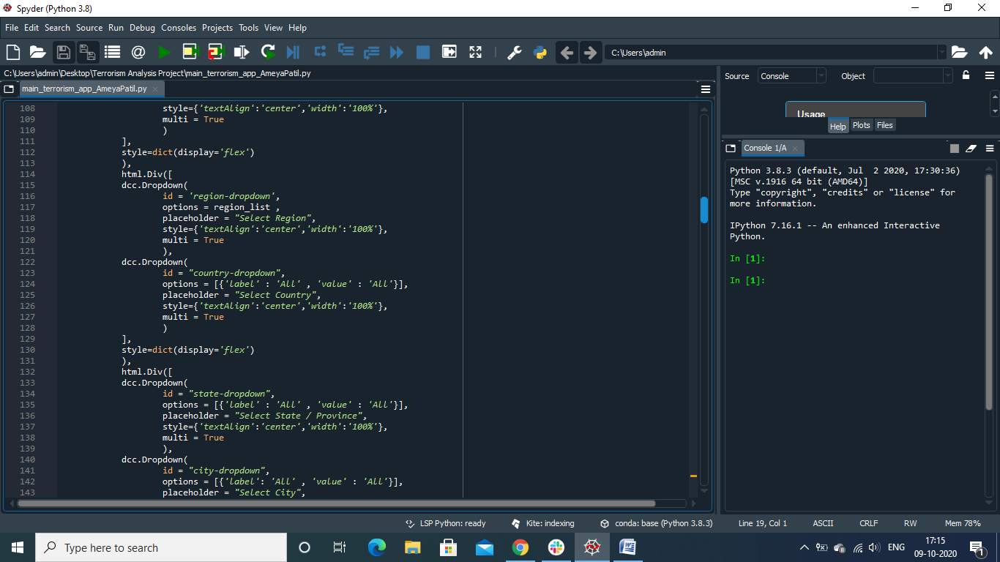 Spyder (Python 3.8)
File Edit Search Source Run Debug Consoles Projects Tools View Help
C:\Users\admin
C:\Users\admin\Desktop\Terrorism Analysis Project\main_terrorism_app_AmeyaPatil.py
main_terrorism_app_AmeyaPatil.py
108 style={'textAlign':'center','width':'100%'},
109 multi = True
110 )
111 ],
112 style=dict(display='flex')
113 ),
114 html.Div([
115 dcc.Dropdown(
116 id = 'region-dropdown',
117 options = region_list ,
118 placeholder = "Select Region",
119 style={'textAlign':'center','width':'100%'},
120 multi = True
121 ),
122 dcc.Dropdown(
123 id = "country-dropdown",
124 options = [{'label' : 'All' , 'value' : 'All'}],
125 placeholder = "Select Country",
126 style={'textAlign':'center','width':'100%'},
127 multi = True
128 )
129 ],
130 style=dict(display='flex')
131 ),
132 html.Div([
133 dcc.Dropdown(
134 id = "state-dropdown",
135 options = [{'label' : 'All' , 'value' : 'All'}],
136 placeholder = "Select State / Province",
137 style={'textAlign':'center','width':'100%'},
138 multi = True
139 ),
140 dcc.Dropdown(
141 id = "city-dropdown",
142 options = [{'label': 'All' , 'value' : 'All'}],
143 placeholder = "Select City",
Source Console Object
Usage
Help Plots Files
Console 1/A
Python 3.8.3 (default, Jul  2 2020, 17:30:36)
[MSC v.1916 64 bit (AMD64)]
Type "copyright", "credits" or "license" for
more information.
IPython 7.16.1 -- An enhanced Interactive
Python.
In [1]:
In [1]:
LSP Python: ready Kite: indexing conda: base (Python 3.8.3) Line 19, Col 1 ASCII CRLF RW Mem 78%
Type here to search
ENG
17:15
09-10-2020
1